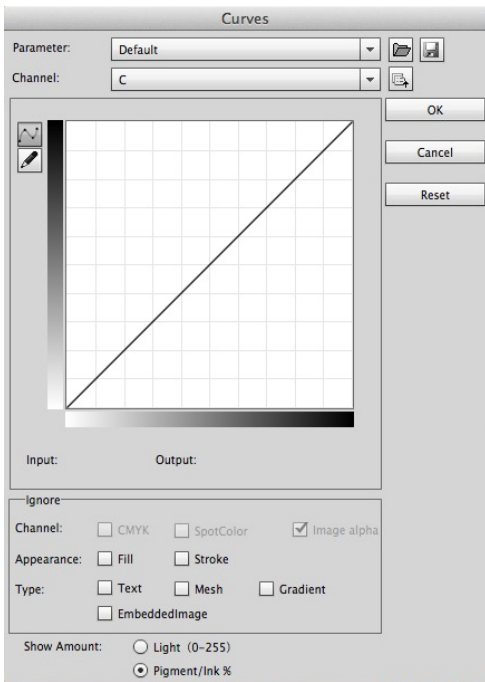 Curves
Parameter: Default
Channel: C
OK
Cancel
Reset
Input: Output:
Ignore
Channel: CMYK SpotColor Image alpha
Appearance: Fill Stroke
Type: Text Mesh Gradient
EmbeddedImage
Show Amount: Light (0-255)
Pigment/Ink %